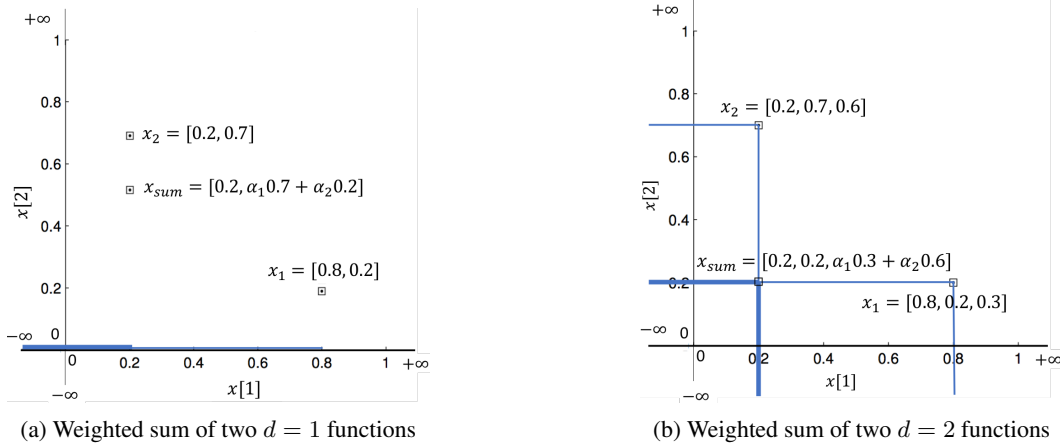 +∞
1
0.8
x_2 = [0.2, 0.7]
0.6
x_{sum} = [0.2, α_1 0.7 + α_2 0.2]
x[2]
0.4
x_1 = [0.8, 0.2]
0.2
−∞
0
0
0.2
0.4
0.6
0.8
1
+∞
x[1]
−∞
(a) Weighted sum of two d = 1 functions
+∞
1
0.8
x_2 = [0.2, 0.7, 0.6]
0.6
x[2]
0.4
x_{sum} = [0.2, 0.2, α_1 0.3 + α_2 0.6]
0.2
x_1 = [0.8, 0.2, 0.3]
−∞
0
0
0.2
0.4
0.6
0.8
1
+∞
x[1]
−∞
(b) Weighted sum of two d = 2 functions